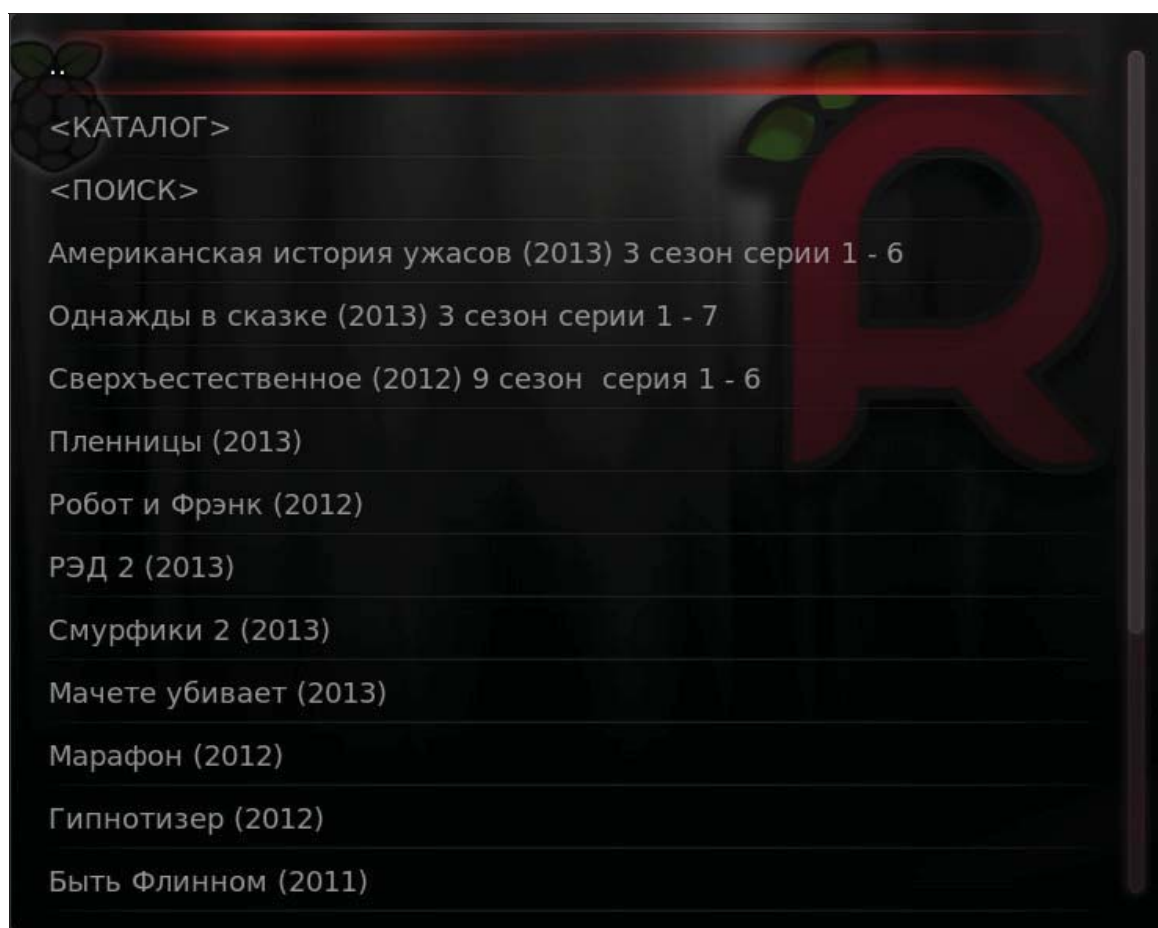 ..
<КАТАЛОГ>
<ПОИСК>
Американская история ужасов (2013) 3 сезон серии 1 - 6
Однажды в сказке (2013) 3 сезон серии 1 - 7
Сверхъестественное (2012) 9 сезон  серия 1 - 6
Пленницы (2013)
Робот и Фрэнк (2012)
РЭД 2 (2013)
Смурфики 2 (2013)
Мачете убивает (2013)
Марафон (2012)
Гипнотизер (2012)
Быть Флинном (2011)